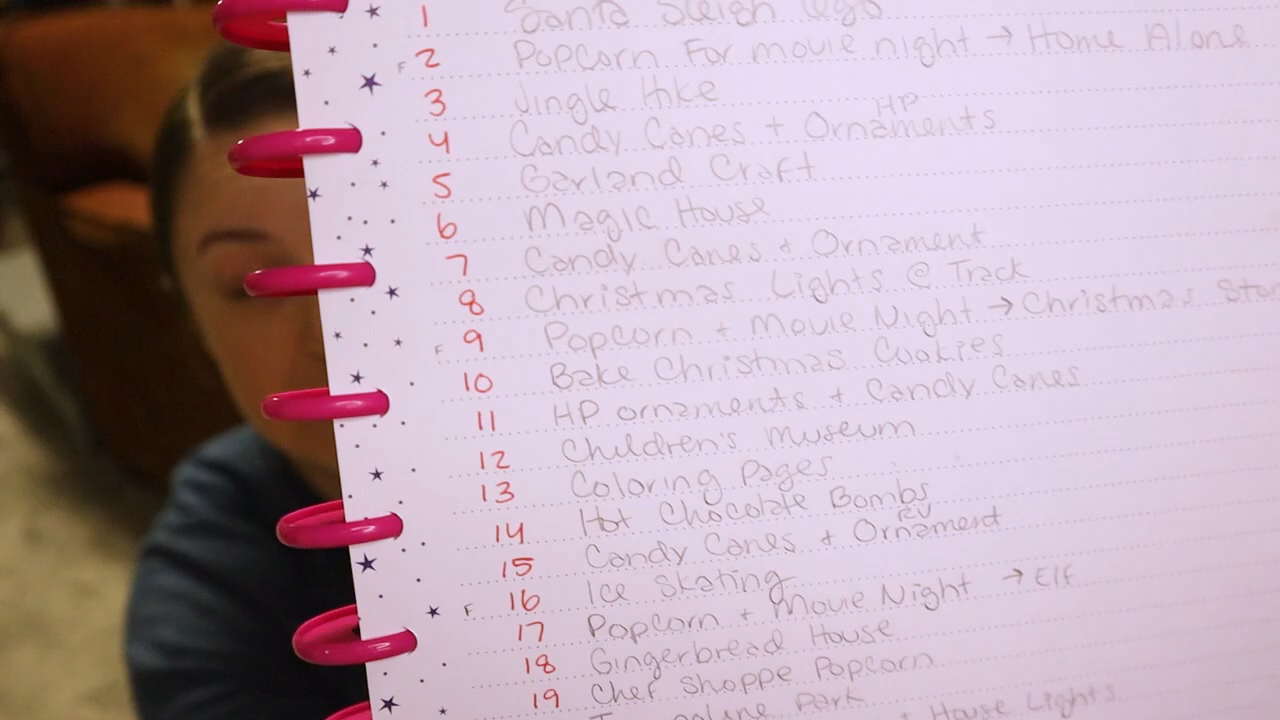 1 Santa Sleigh Lego
F 2 Popcorn For movie night → Home Alone
3 Jingle Hike
HP
4 Candy Canes + Ornaments
5 Garland Craft
6 Magic House
7 Candy Canes + Ornament
8 Christmas Lights @ Track
F 9 Popcorn + Movie Night → Christmas
10 Bake Christmas Cookies
11 HP ornaments + Candy Canes
12 Children's museum
13 Coloring Pages
14 Hot Chocolate Bombs
RV
15 Candy Canes + Ornament
F 16 Ice Skating
17 Popcorn + Movie Night → Elf
18 Gingerbread House
19 Chef Shoppe Popcorn
Park + House Lights